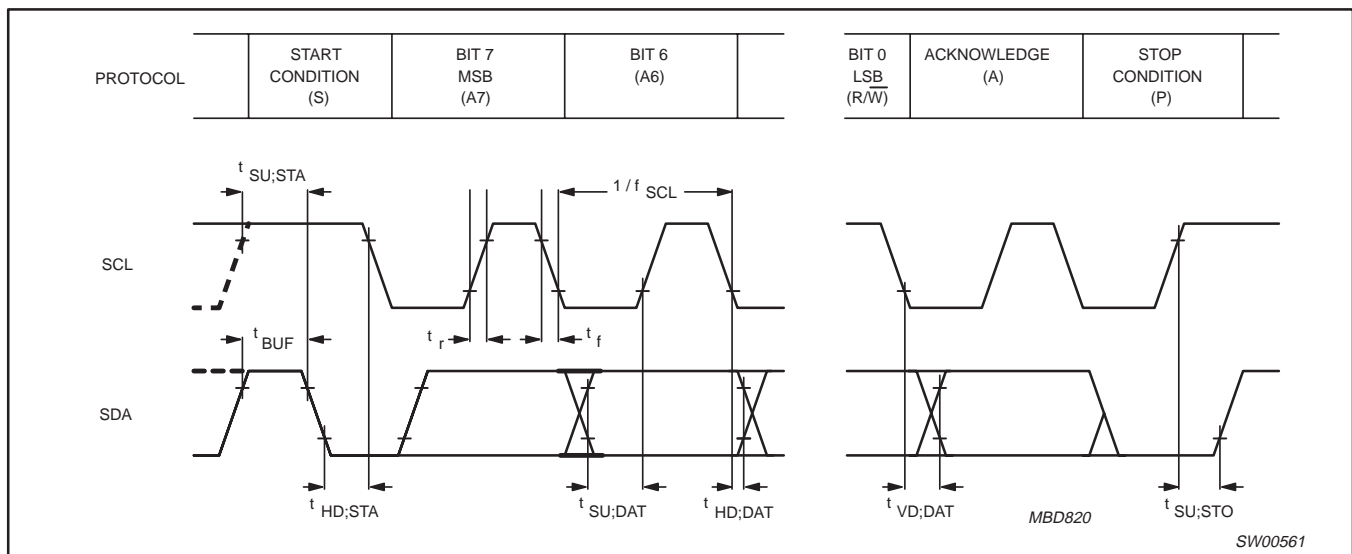 PROTOCOL
START
CONDITION
(S)
BIT 7
MSB
(A7)
BIT 6
(A6)
BIT 0
LSB
(R/W̅)
ACKNOWLEDGE
(A)
STOP
CONDITION
(P)
t SU;STA
1 / f SCL
SCL
t BUF
t r
t f
SDA
t HD;STA
t SU;DAT
t HD;DAT
t VD;DAT
MBD820
t SU;STO
SW00561